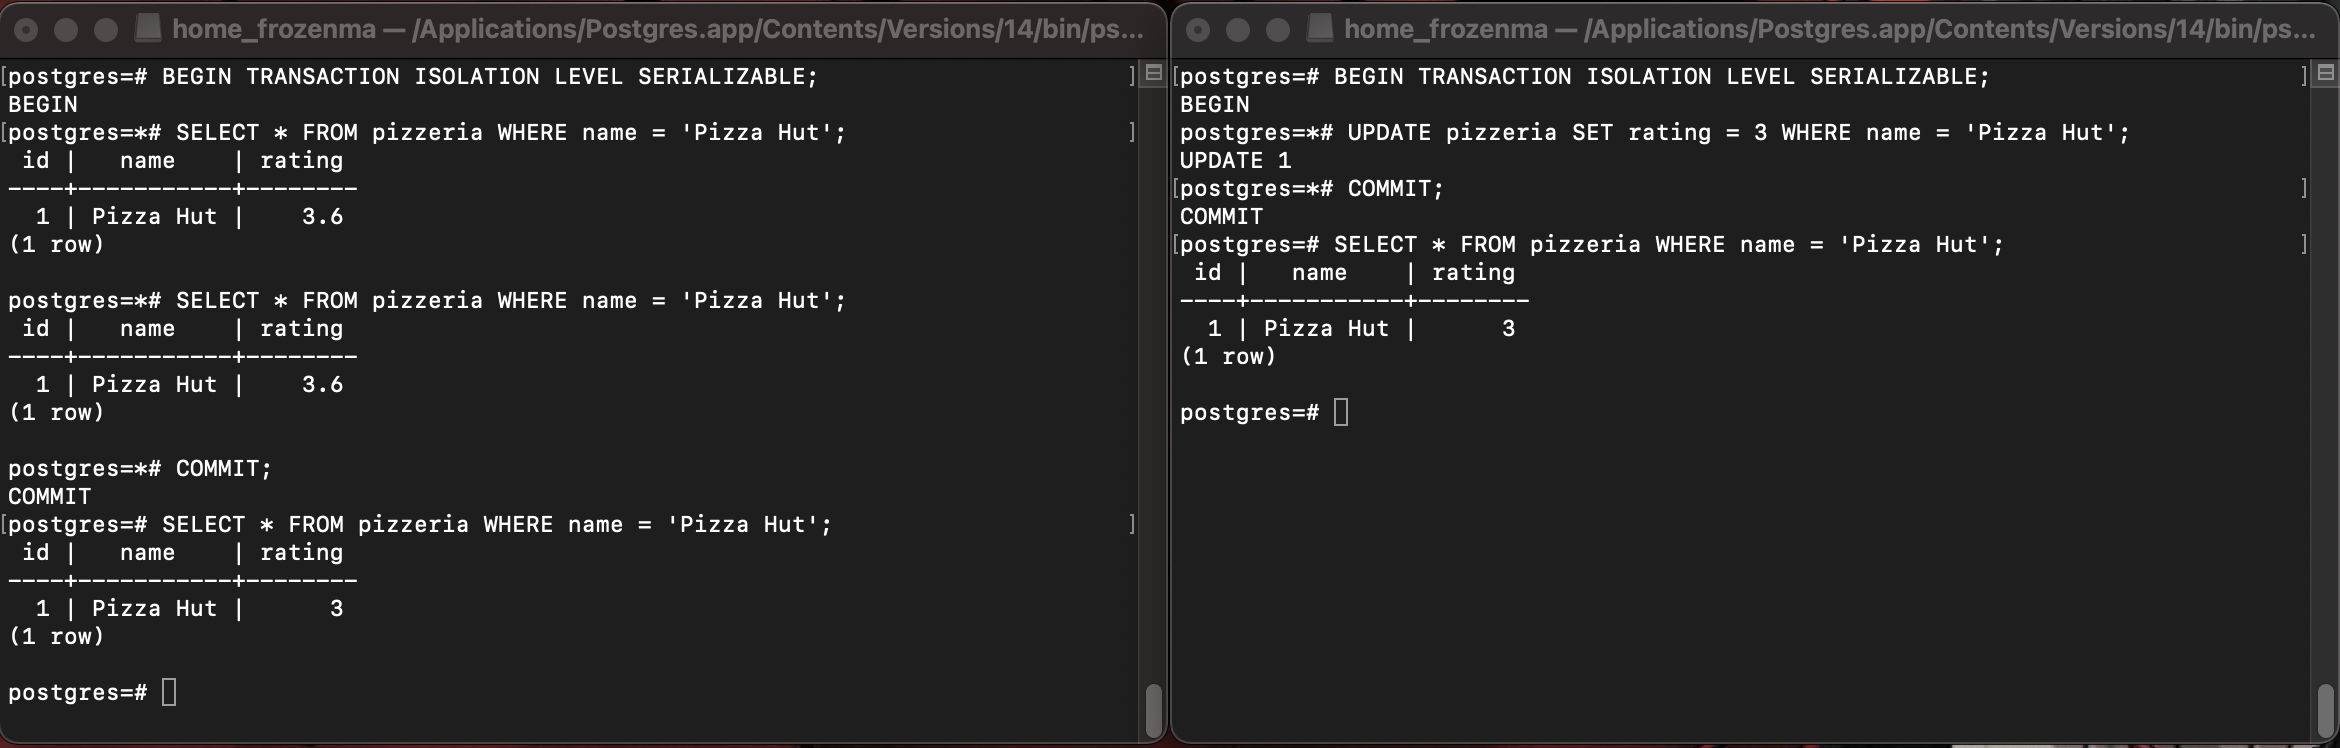 home_frozenma — /Applications/Postgres.app/Contents/Versions/14/bin/ps...
[postgres=# BEGIN TRANSACTION ISOLATION LEVEL SERIALIZABLE; ]
BEGIN
[postgres=*# SELECT * FROM pizzeria WHERE name = 'Pizza Hut'; ]
 id |   name    | rating
----+-----------+--------
  1 | Pizza Hut |    3.6
(1 row)
postgres=*# SELECT * FROM pizzeria WHERE name = 'Pizza Hut';
 id |   name    | rating
----+-----------+--------
  1 | Pizza Hut |    3.6
(1 row)
postgres=*# COMMIT;
COMMIT
[postgres=# SELECT * FROM pizzeria WHERE name = 'Pizza Hut'; ]
 id |   name    | rating
----+-----------+--------
  1 | Pizza Hut |      3
(1 row)
postgres=#
home_frozenma — /Applications/Postgres.app/Contents/Versions/14/bin/ps...
[postgres=# BEGIN TRANSACTION ISOLATION LEVEL SERIALIZABLE; ]
BEGIN
postgres=*# UPDATE pizzeria SET rating = 3 WHERE name = 'Pizza Hut';
UPDATE 1
[postgres=*# COMMIT; ]
COMMIT
[postgres=# SELECT * FROM pizzeria WHERE name = 'Pizza Hut'; ]
 id |   name    | rating
----+-----------+--------
  1 | Pizza Hut |      3
(1 row)
postgres=#